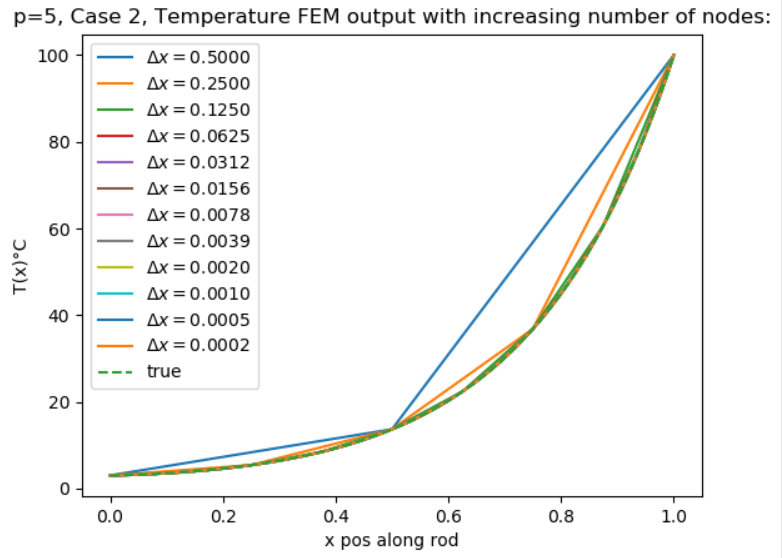 p=5, Case 2, Temperature FEM output with increasing number of nodes:
Δx = 0.5000
Δx = 0.2500
Δx = 0.1250
Δx = 0.0625
Δx = 0.0312
Δx = 0.0156
Δx = 0.0078
Δx = 0.0039
Δx = 0.0020
Δx = 0.0010
Δx = 0.0005
Δx = 0.0002
true
T(x)°C
100
80
60
40
20
0
0.0
0.2
0.4
0.6
0.8
1.0
x pos along rod